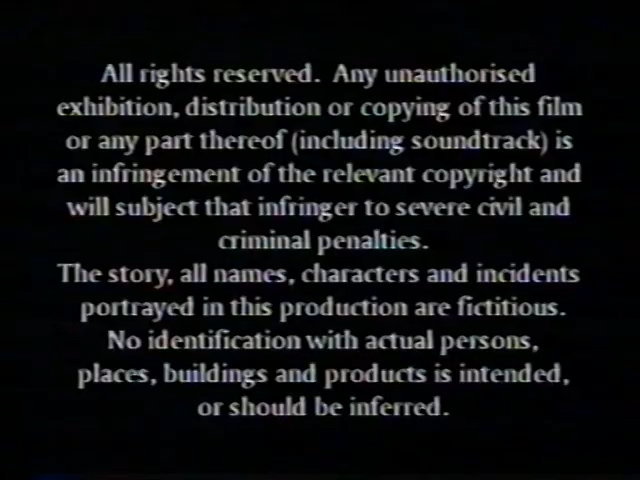 All rights reserved. Any unauthorised
exhibition, distribution or copying of this film
or any part thereof (including soundtrack) is
an infringement of the relevant copyright and
will subject that infringer to severe civil and
criminal penalties.
The story, all names, characters and incidents
portrayed in this production are fictitious.
No identification with actual persons,
places, buildings and products is intended,
or should be inferred.